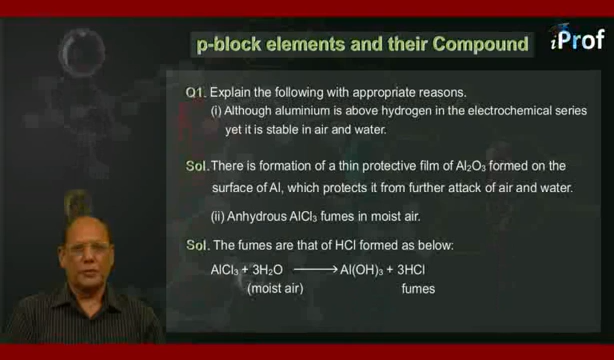 p-block elements and their Compound
iProf
Q1. Explain the following with appropriate reasons.
(i) Although aluminium is above hydrogen in the electrochemical series
yet it is stable in air and water.
Sol. There is formation of a thin protective film of Al₂O₃ formed on the
surface of Al, which protects it from further attack of air and water.
(ii) Anhydrous AlCl₃ fumes in moist air.
Sol. The fumes are that of HCl formed as below:
AlCl₃ + 3H₂O ⟶ Al(OH)₃ + 3HCl
(moist air) fumes